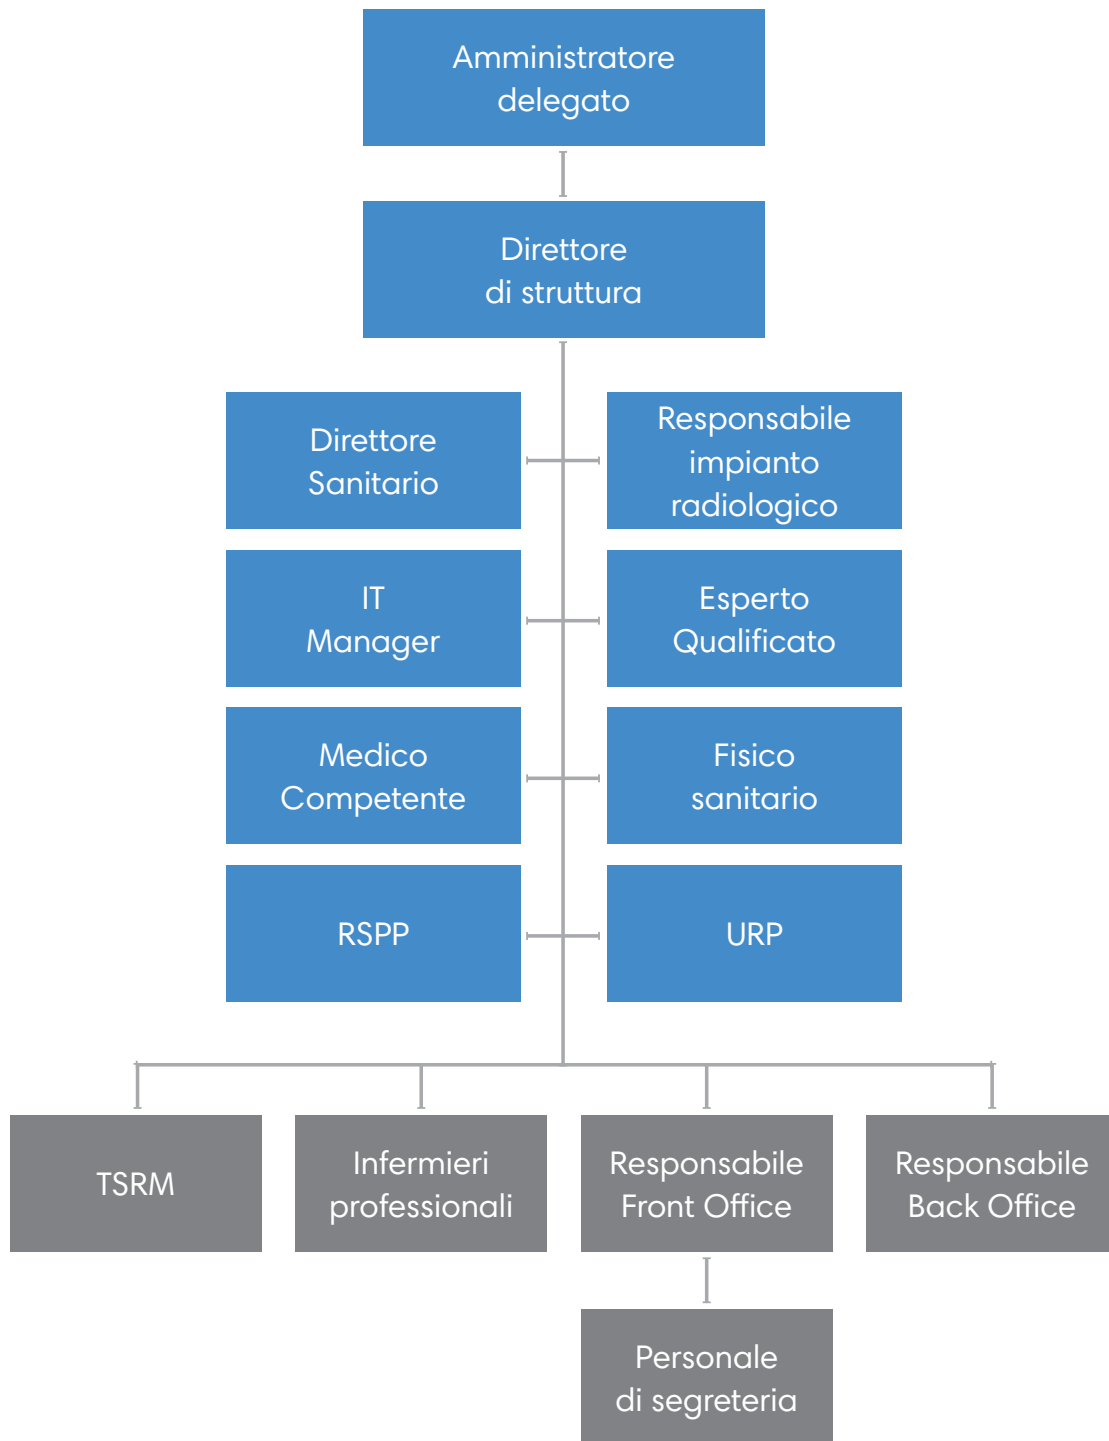 Amministratore
delegato
Direttore
di struttura
Direttore
Sanitario
Responsabile
impianto
radiologico
IT
Manager
Esperto
Qualificato
Medico
Competente
Fisico
sanitario
RSPP
URP
TSRM
Infermieri
professionali
Responsabile
Front Office
Responsabile
Back Office
Personale
di segreteria